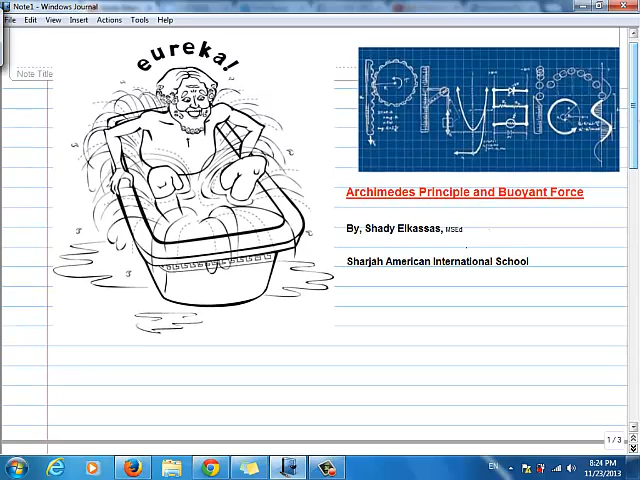 Note1 - Windows Journal
File Edit View Insert Actions Tools Help
Note Title
eureka!
PHYSICS
Archimedes Principle and Buoyant Force
By, Shady Elkassas, MSEd
Sharjah American International School
1 / 3
EN
8:24 PM
11/23/2013